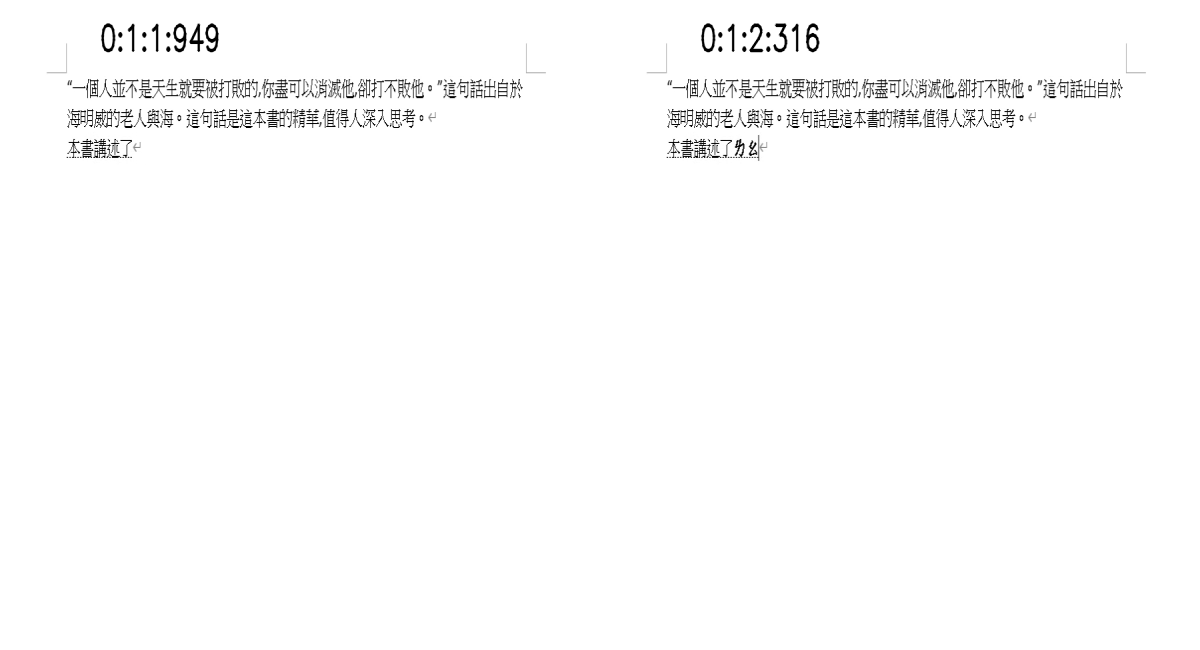 0:1:1:949
“一個人並不是天生就要被打敗的,你盡可以消滅他,卻打不敗他。”這句話出自於
海明威的老人與海。這句話是這本書的精華,值得人深入思考。↵
本書講述了↵
0:1:2:316
“一個人並不是天生就要被打敗的,你盡可以消滅他,卻打不敗他。”這句話出自於
海明威的老人與海。這句話是這本書的精華,值得人深入思考。↵
本書講述了ㄌㄠ↵